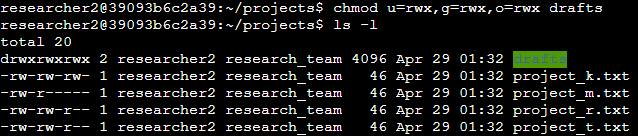 researcher2@39093b6c2a39:~/projects$ chmod u=rwx,g=rwx,o=rwx drafts
researcher2@39093b6c2a39:~/projects$ ls -l
total 20
drwxrwxrwx 2 researcher2 research_team 4096 Apr 29 01:32 drafts
-rw-rw-rw- 1 researcher2 research_team   46 Apr 29 01:32 project_k.txt
-rw-r----- 1 researcher2 research_team   46 Apr 29 01:32 project_m.txt
-rw-rw-r-- 1 researcher2 research_team   46 Apr 29 01:32 project_r.txt
-rw-rw-r-- 1 researcher2 research_team   46 Apr 29 01:32 project_t.txt